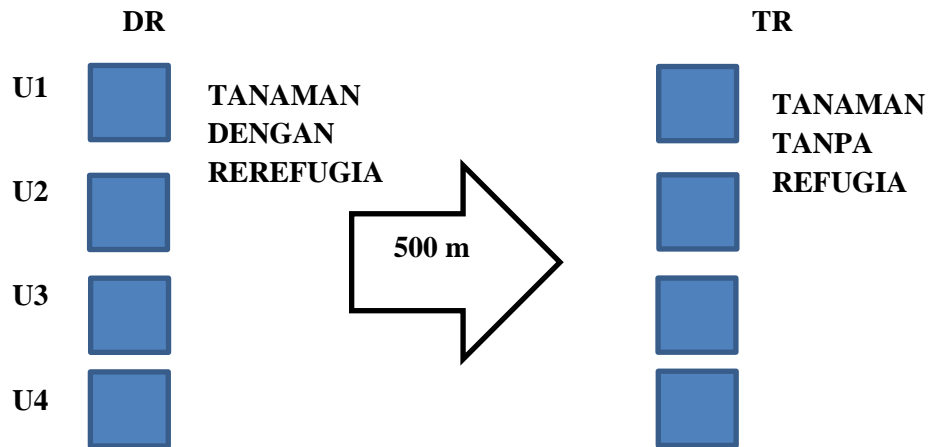 DR
TR
U1
TANAMAN
DENGAN
REREFUGIA
TANAMAN
TANPA
REFUGIA
U2
500 m
U3
U4